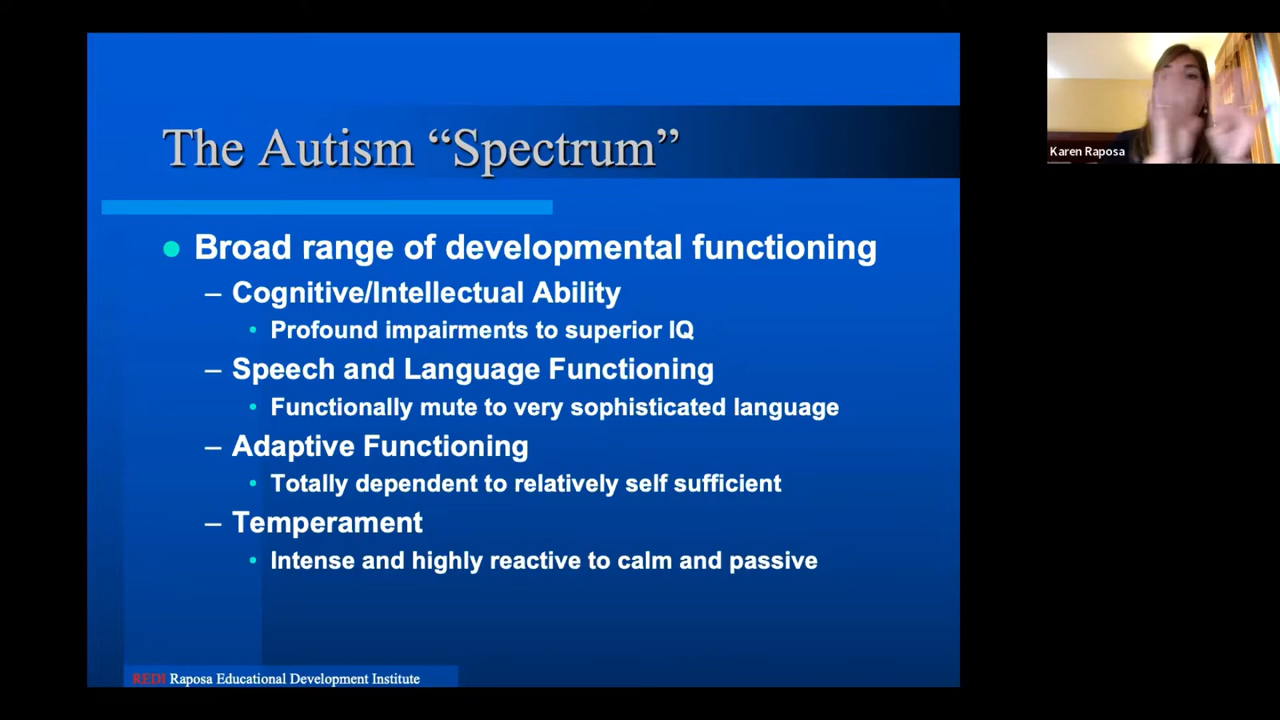 The Autism “Spectrum”
Broad range of developmental functioning
– Cognitive/Intellectual Ability
Profound impairments to superior IQ
– Speech and Language Functioning
Functionally mute to very sophisticated language
– Adaptive Functioning
Totally dependent to relatively self sufficient
– Temperament
Intense and highly reactive to calm and passive
REDI Raposa Educational Development Institute
Karen Raposa